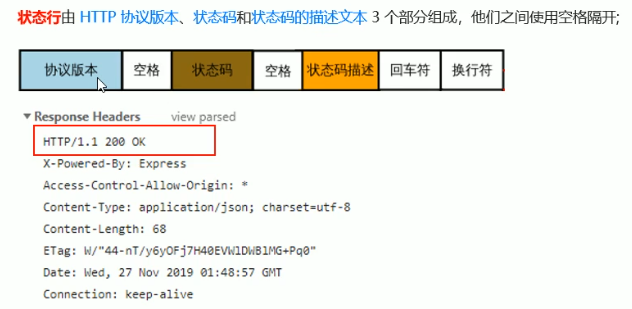 状态行由 HTTP 协议版本、状态码和状态码的描述文本 3 个部分组成，他们之间使用空格隔开;
协议版本 空格 状态码 空格 状态码描述 回车符 换行符
▼ Response Headers view parsed
HTTP/1.1 200 OK
X-Powered-By: Express
Access-Control-Allow-Origin: *
Content-Type: application/json; charset=utf-8
Content-Length: 68
ETag: W/"44-nT/y6yOFj7H40EVWlDWBlMG+Pq0"
Date: Wed, 27 Nov 2019 01:48:57 GMT
Connection: keep-alive